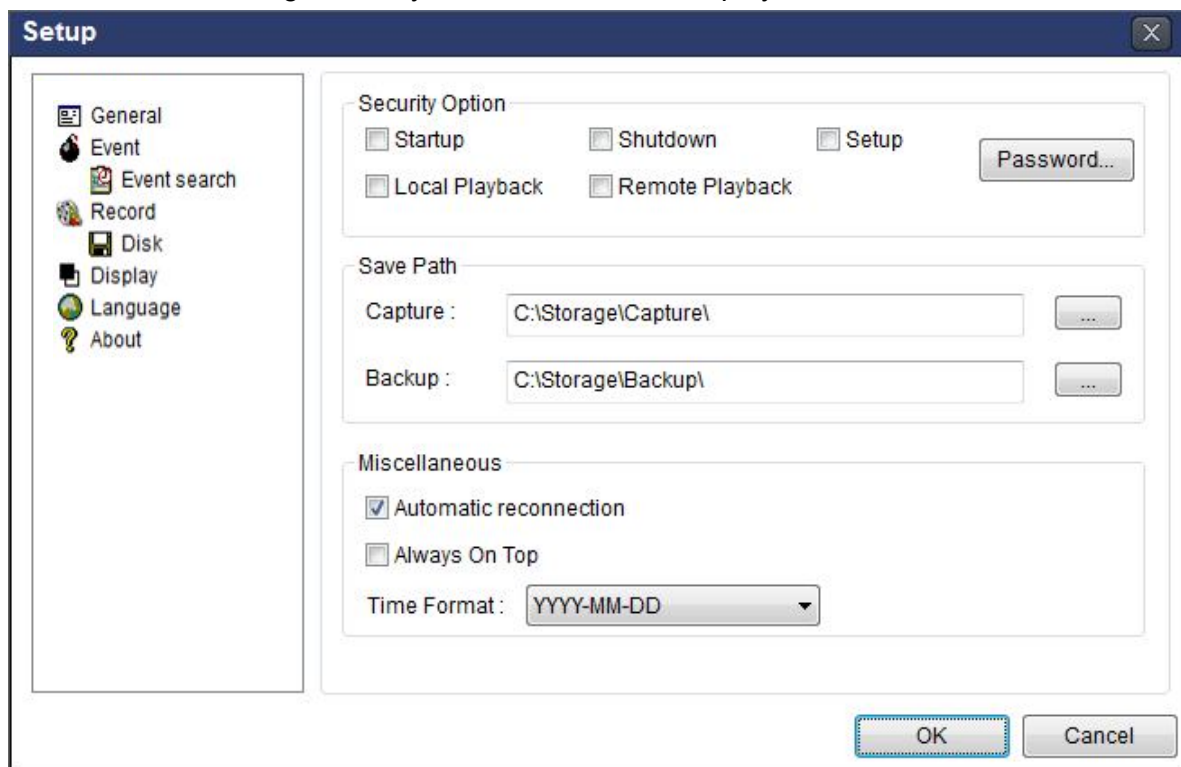 Setup
General
Event
Event search
Record
Disk
Display
Language
About
Security Option
Startup
Shutdown
Setup
Password...
Local Playback
Remote Playback
Save Path
Capture :
C:\Storage\Capture\
...
Backup :
C:\Storage\Backup\
...
Miscellaneous
Automatic reconnection
Always On Top
Time Format :
YYYY-MM-DD
OK
Cancel